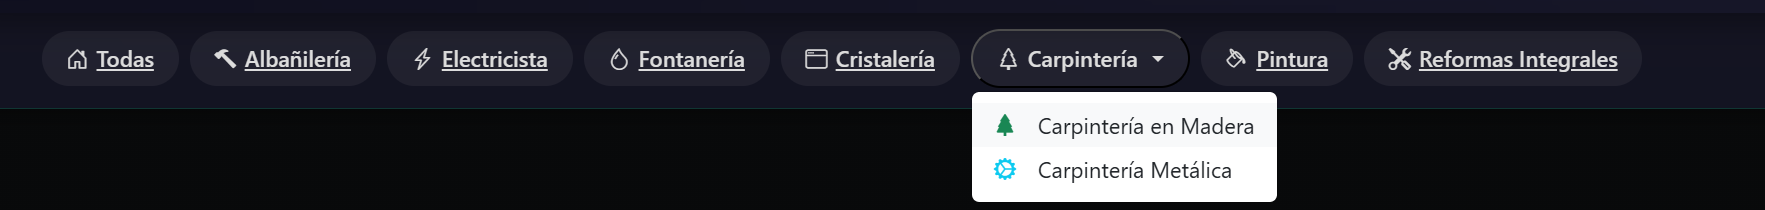 Todas Albañilería Electricista Fontanería Cristalería Carpintería Pintura Reformas Integrales
Carpintería en Madera
Carpintería Metálica